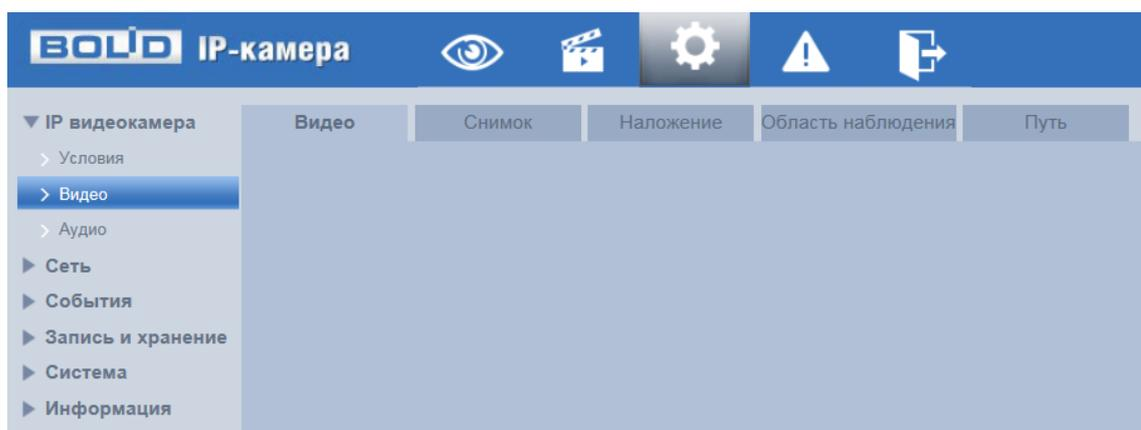 BOLID IP-камера
IP видеокамера
Видео
Снимок
Наложение
Область наблюдения
Путь
Условия
Видео
Аудио
Сеть
События
Запись и хранение
Система
Информация